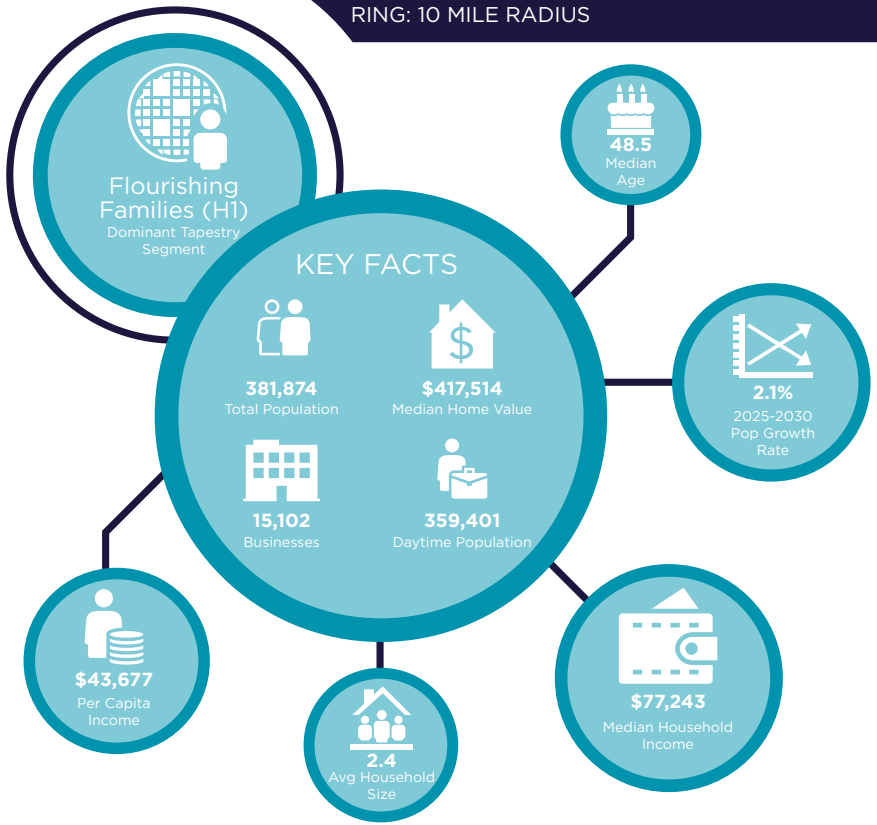 RING: 10 MILE RADIUS
Flourishing
Families (H1)
Dominant Tapestry
Segment
48.5
Median
Age
KEY FACTS
381,874
Total Population
$417,514
Median Home Value
$
15,102
Businesses
359,401
Daytime Population
2.1%
2025-2030
Pop Growth
Rate
$43,677
Per Capita
Income
2.4
Avg Household
Size
$77,243
Median Household
Income